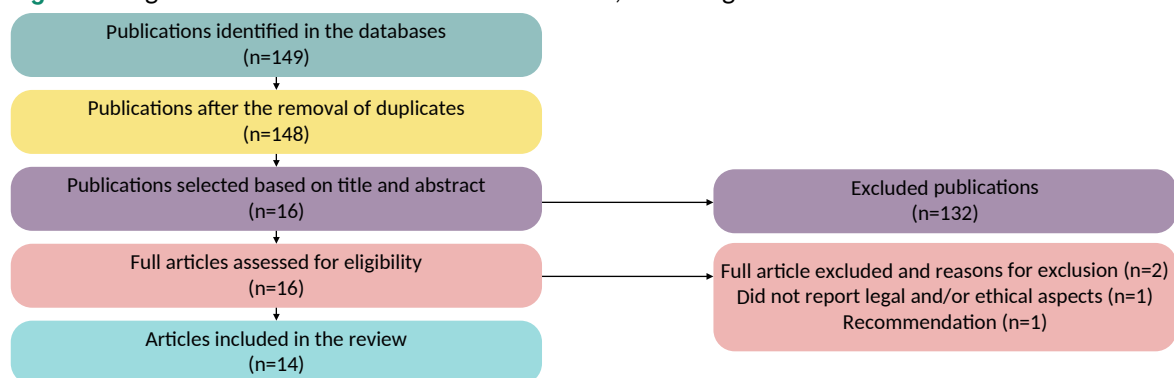 Publications identified in the databases
(n=149)
Publications after the removal of duplicates
(n=148)
Publications selected based on title and abstract
(n=16)
Excluded publications
(n=132)
Full articles assessed for eligibility
(n=16)
Full article excluded and reasons for exclusion (n=2)
Did not report legal and/or ethical aspects (n=1)
Recommendation (n=1)
Articles included in the review
(n=14)